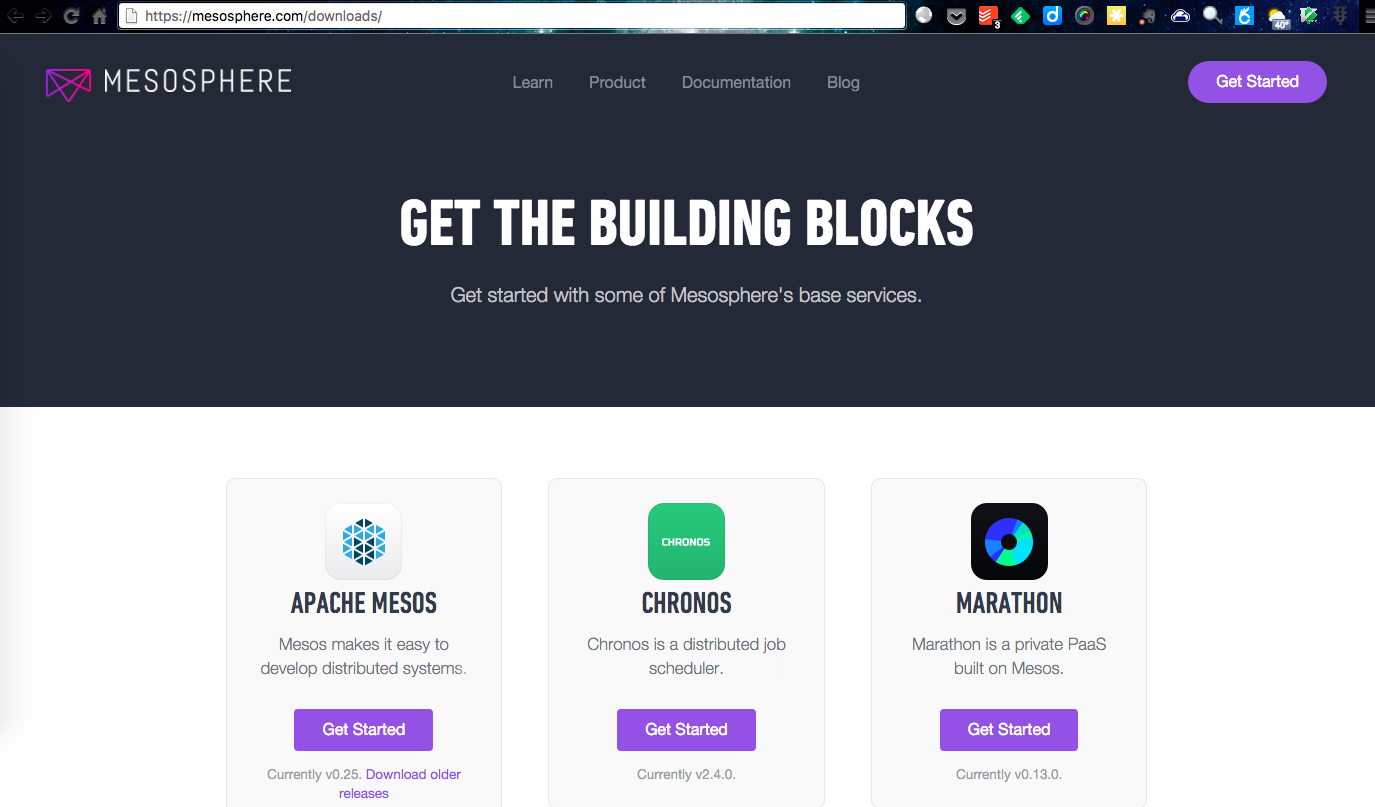 https://mesosphere.com/downloads/
3
40°
MESOSPHERE
Learn Product Documentation Blog
Get Started
GET THE BUILDING BLOCKS
Get started with some of Mesosphere's base services.
CHRONOS
APACHE MESOS
Mesos makes it easy to
develop distributed systems.
Get Started
Currently v0.25. Download older
releases
CHRONOS
Chronos is a distributed job
scheduler.
Get Started
Currently v2.4.0.
MARATHON
Marathon is a private PaaS
built on Mesos.
Get Started
Currently v0.13.0.